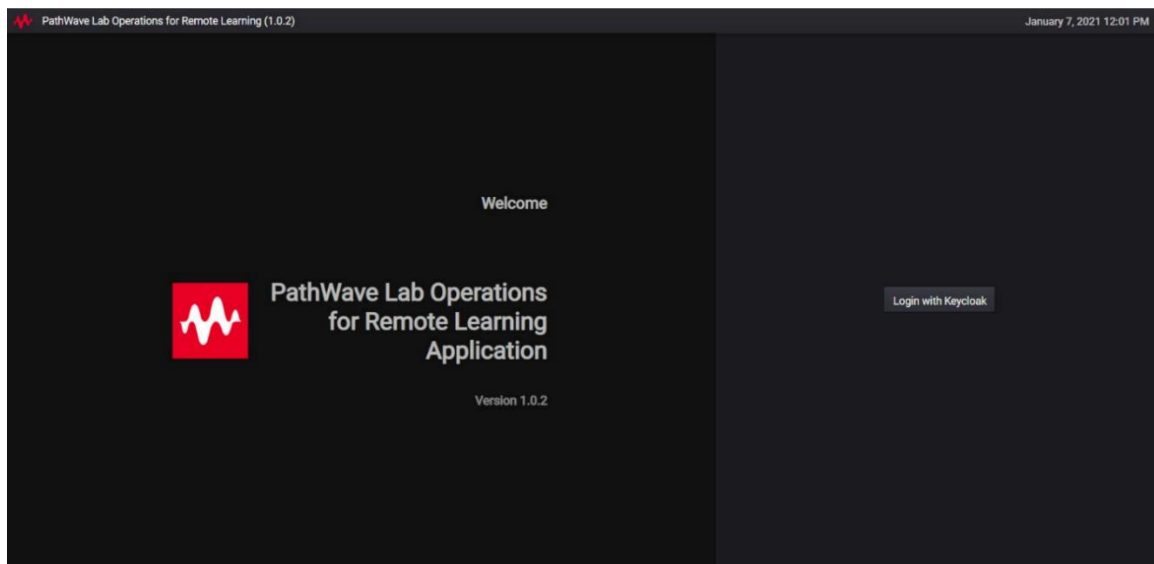 PathWave Lab Operations for Remote Learning (1.0.2)
January 7, 2021 12:01 PM
Welcome
PathWave Lab Operations
for Remote Learning
Application
Version 1.0.2
Login with Keycloak